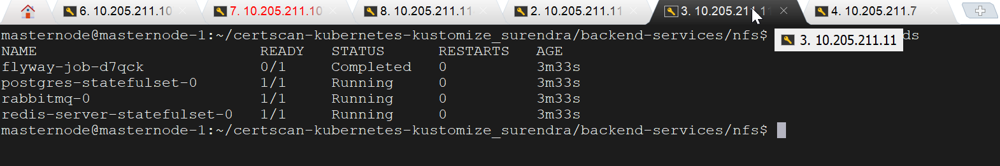 6. 10.205.211.10
7. 10.205.211.10
8. 10.205.211.11
2. 10.205.211.11
3. 10.205.211.11
4. 10.205.211.7
masternode@masternode-1:~/certscan-kubernetes-kustomize_surendra/backend-services/nfs$ ds
3. 10.205.211.11
NAME READY STATUS RESTARTS AGE
flyway-job-d7qck 0/1 Completed 0 3m33s
postgres-statefulset-0 1/1 Running 0 3m33s
rabbitmq-0 1/1 Running 0 3m33s
redis-server-statefulset-0 1/1 Running 0 3m33s
masternode@masternode-1:~/certscan-kubernetes-kustomize_surendra/backend-services/nfs$